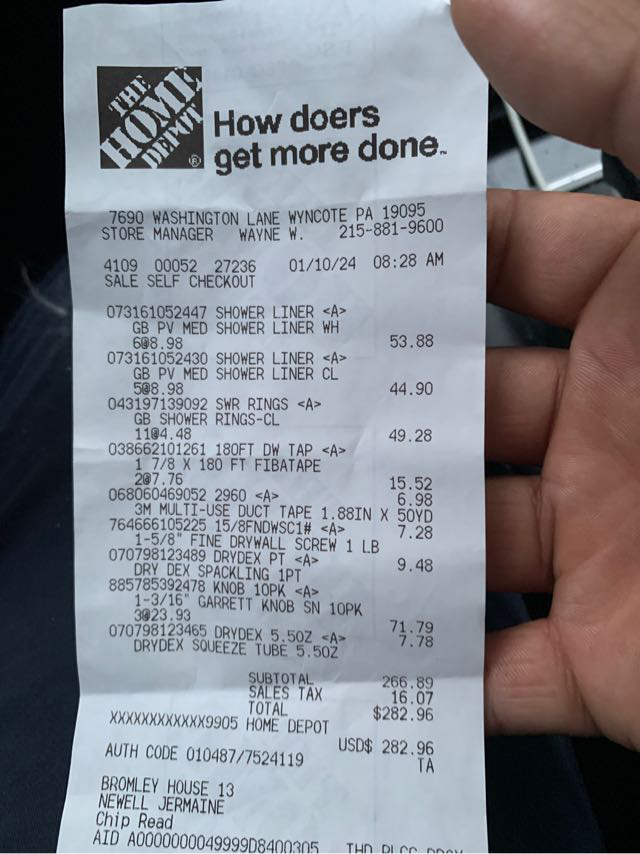 THE
HOME
DEPOT
®
How doers
get more done™
7690 WASHINGTON LANE WYNCOTE PA 19095
STORE MANAGER WAYNE W. 215-881-9600
4109 00052 27236 01/10/24 08:28 AM
SALE SELF CHECKOUT
073161052447 SHOWER LINER <A>
GB PV MED SHOWER LINER WH
6@8.98 53.88
073161052430 SHOWER LINER <A>
GB PV MED SHOWER LINER CL
5@8.98 44.90
043197139092 SWR RINGS <A>
GB SHOWER RINGS-CL
11@4.48 49.28
038662101261 180FT DW TAP <A>
1 7/8 X 180 FT FIBATAPE
2@7.76 15.52
068060469052 2960 <A> 6.98
3M MULTI-USE DUCT TAPE 1.88IN X 50YD
764666105225 15/8FNDWSC1# <A> 7.28
1-5/8" FINE DRYWALL SCREW 1 LB
070798123489 DRYDEX PT <A> 9.48
DRY DEX SPACKLING 1PT
885785392478 KNOB 10PK <A>
1-3/16" GARRETT KNOB SN 10PK
3@23.93 71.79
070798123465 DRYDEX 5.5OZ <A> 7.78
DRYDEX SQUEEZE TUBE 5.5OZ
SUBTOTAL 266.89
SALES TAX 16.07
TOTAL $282.96
XXXXXXXXXXXX9905 HOME DEPOT
USD$ 282.96
AUTH CODE 010487/7524119 TA
BROMLEY HOUSE 13
NEWELL JERMAINE
Chip Read
AID A0000000049999D8400305 THD PLCC